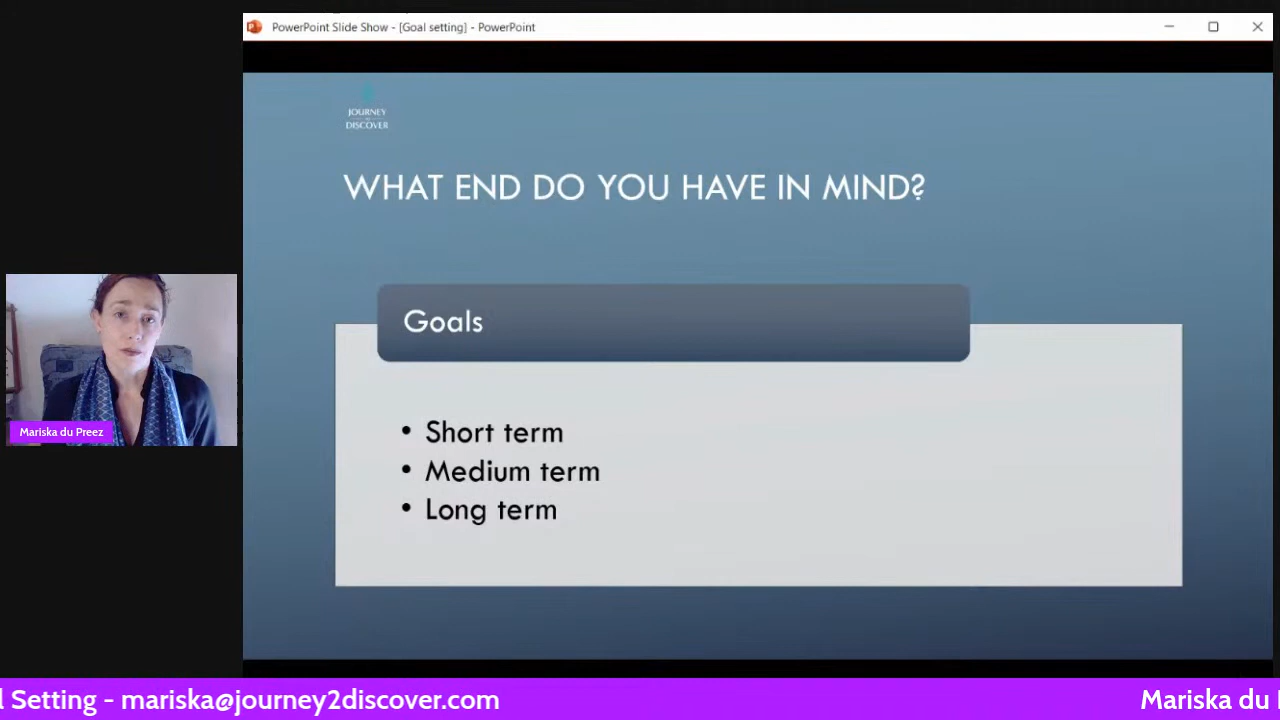 PowerPoint Slide Show - [Goal setting] - PowerPoint
JOURNEY
DISCOVER
WHAT END DO YOU HAVE IN MIND?
Goals
• Short term
• Medium term
• Long term
Mariska du Preez
Setting - mariska@journey2discover.com
Mariska du